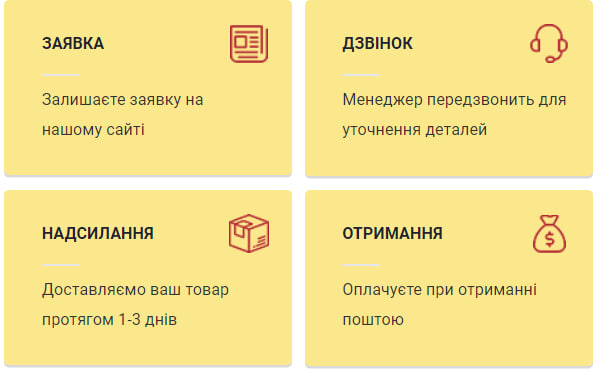 ЗАЯВКА
Залишаєте заявку на
нашому сайті
ДЗВІНОК
Менеджер передзвонить для
уточнення деталей
НАДСИЛАННЯ
Доставляємо ваш товар
протягом 1-3 днів
ОТРИМАННЯ
Оплачуєте при отриманні
поштою